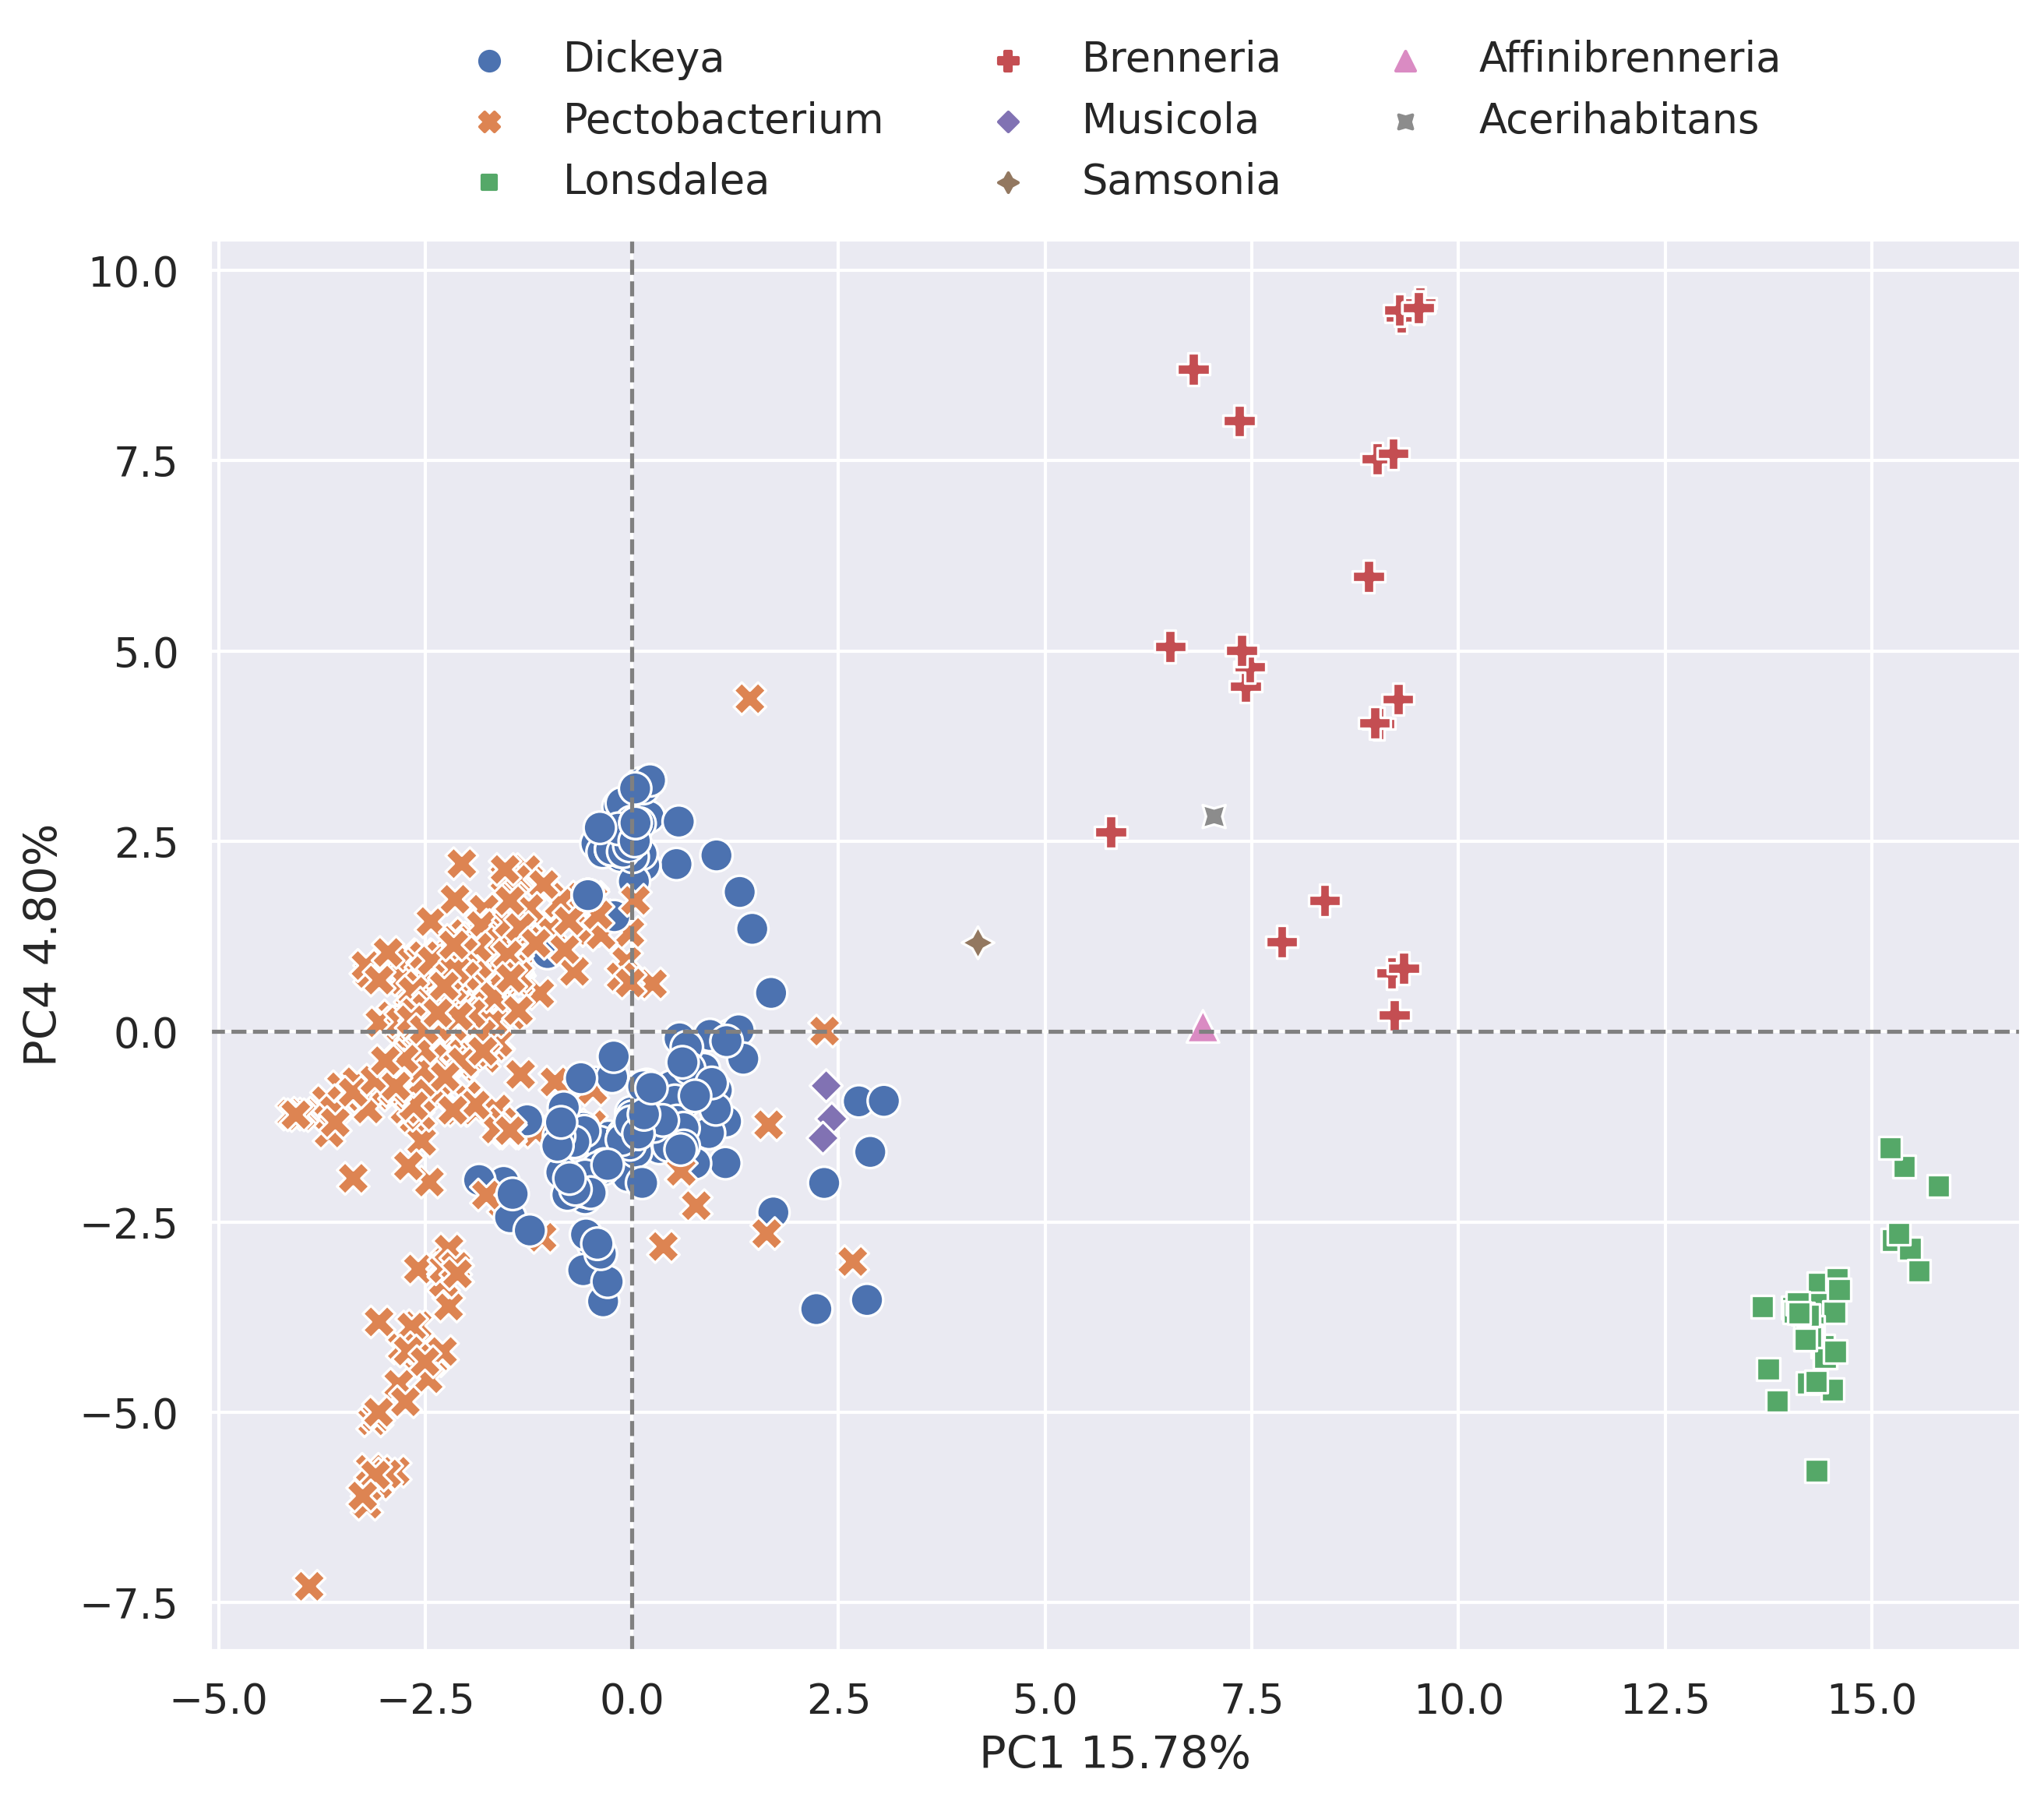 Dickeya
Pectobacterium
Lonsdalea
Brenneria
Musicola
Samsonia
Affinibrenneria
Acerihabitans
10.0
7.5
5.0
2.5
0.0
−2.5
−5.0
−7.5
PC4 4.80%
−5.0 −2.5 0.0 2.5 5.0 7.5 10.0 12.5 15.0
PC1 15.78%